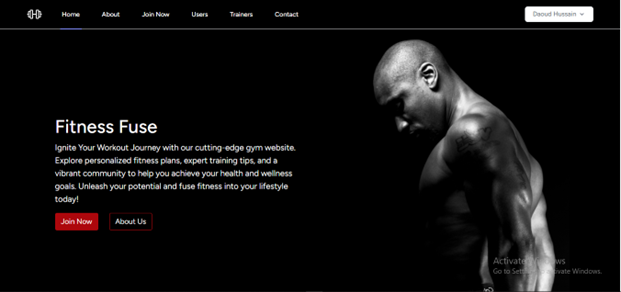 Home About Join Now Users Trainers Contact Daoud Hussain
Fitness Fuse
Ignite Your Workout Journey with our cutting-edge gym website.
Explore personalized fitness plans, expert training tips, and a
vibrant community to help you achieve your health and wellness
goals. Unleash your potential and fuse fitness into your lifestyle
today!
Join Now About Us
Activate Windows
Go to Settings to activate Windows.